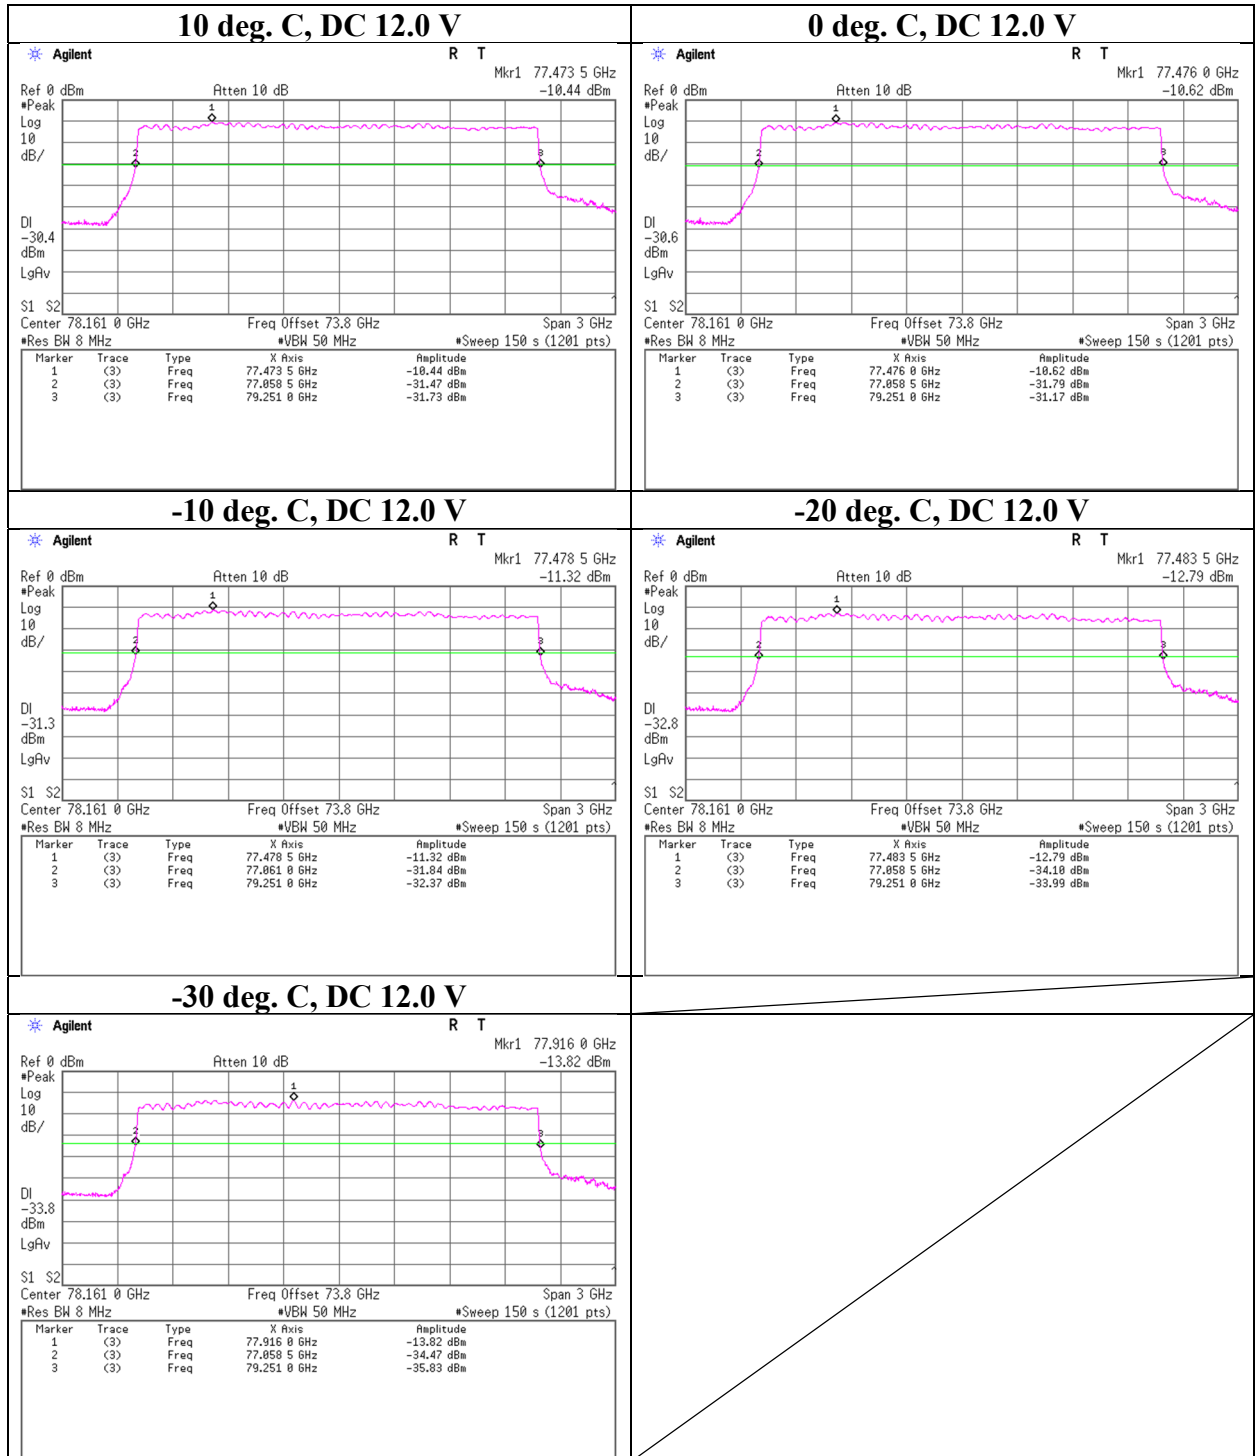 10 deg. C, DC 12.0 V
Agilent R T
Mkr1 77.473 5 GHz
Ref 0 dBm Atten 10 dB -10.44 dBm
#Peak
Log
10
dB/
1
2
3
DI
-30.4
dBm
LgAv
S1 S2
Center 78.161 0 GHz Freq Offset 73.8 GHz Span 3 GHz
#Res BW 8 MHz #VBW 50 MHz #Sweep 150 s (1201 pts)
Marker Trace Type X Axis Amplitude
1 (3) Freq 77.473 5 GHz -10.44 dBm
2 (3) Freq 77.058 5 GHz -31.47 dBm
3 (3) Freq 79.251 0 GHz -31.73 dBm
0 deg. C, DC 12.0 V
Agilent R T
Mkr1 77.476 0 GHz
Ref 0 dBm Atten 10 dB -10.62 dBm
#Peak
Log
10
dB/
1
2
3
DI
-30.6
dBm
LgAv
S1 S2
Center 78.161 0 GHz Freq Offset 73.8 GHz Span 3 GHz
#Res BW 8 MHz #VBW 50 MHz #Sweep 150 s (1201 pts)
Marker Trace Type X Axis Amplitude
1 (3) Freq 77.476 0 GHz -10.62 dBm
2 (3) Freq 77.058 5 GHz -31.79 dBm
3 (3) Freq 79.251 0 GHz -31.17 dBm
-10 deg. C, DC 12.0 V
Agilent R T
Mkr1 77.478 5 GHz
Ref 0 dBm Atten 10 dB -11.32 dBm
#Peak
Log
10
dB/
1
2
3
DI
-31.3
dBm
LgAv
S1 S2
Center 78.161 0 GHz Freq Offset 73.8 GHz Span 3 GHz
#Res BW 8 MHz #VBW 50 MHz #Sweep 150 s (1201 pts)
Marker Trace Type X Axis Amplitude
1 (3) Freq 77.478 5 GHz -11.32 dBm
2 (3) Freq 77.061 0 GHz -31.84 dBm
3 (3) Freq 79.251 0 GHz -32.37 dBm
-20 deg. C, DC 12.0 V
Agilent R T
Mkr1 77.483 5 GHz
Ref 0 dBm Atten 10 dB -12.79 dBm
#Peak
Log
10
dB/
1
2
3
DI
-32.8
dBm
LgAv
S1 S2
Center 78.161 0 GHz Freq Offset 73.8 GHz Span 3 GHz
#Res BW 8 MHz #VBW 50 MHz #Sweep 150 s (1201 pts)
Marker Trace Type X Axis Amplitude
1 (3) Freq 77.483 5 GHz -12.79 dBm
2 (3) Freq 77.058 5 GHz -34.10 dBm
3 (3) Freq 79.251 0 GHz -33.99 dBm
-30 deg. C, DC 12.0 V
Agilent R T
Mkr1 77.916 0 GHz
Ref 0 dBm Atten 10 dB -13.82 dBm
#Peak
Log
10
dB/
1
2
3
DI
-33.8
dBm
LgAv
S1 S2
Center 78.161 0 GHz Freq Offset 73.8 GHz Span 3 GHz
#Res BW 8 MHz #VBW 50 MHz #Sweep 150 s (1201 pts)
Marker Trace Type X Axis Amplitude
1 (3) Freq 77.916 0 GHz -13.82 dBm
2 (3) Freq 77.058 5 GHz -34.47 dBm
3 (3) Freq 79.251 0 GHz -35.83 dBm